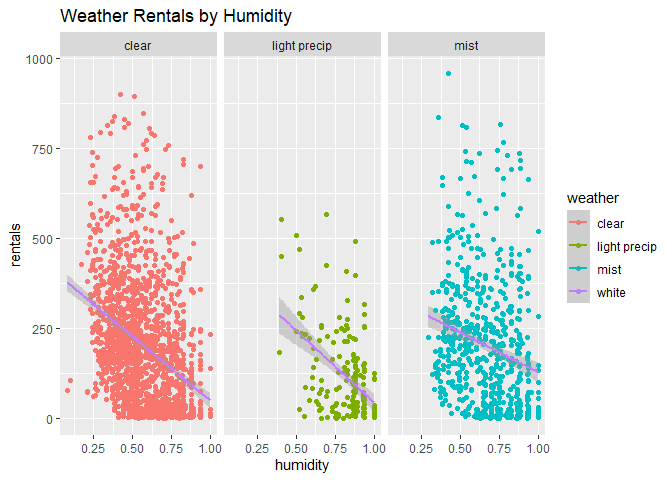 Weather Rentals by Humidity
clear
light precip
mist
1000
750
500
250
0
rentals
0.25 0.50 0.75 1.00
0.25 0.50 0.75 1.00
0.25 0.50 0.75 1.00
humidity
weather
clear
light precip
mist
white